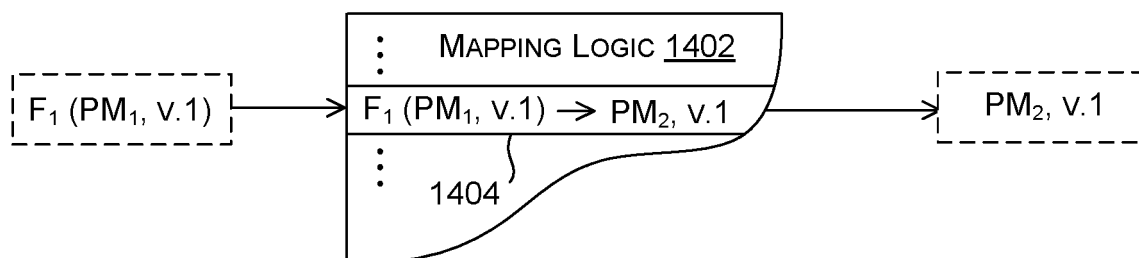 MAPPING LOGIC 1402
F₁ (PM₁, v.1)
F₁ (PM₁, v.1) → PM₂, v.1
PM₂, v.1
1404